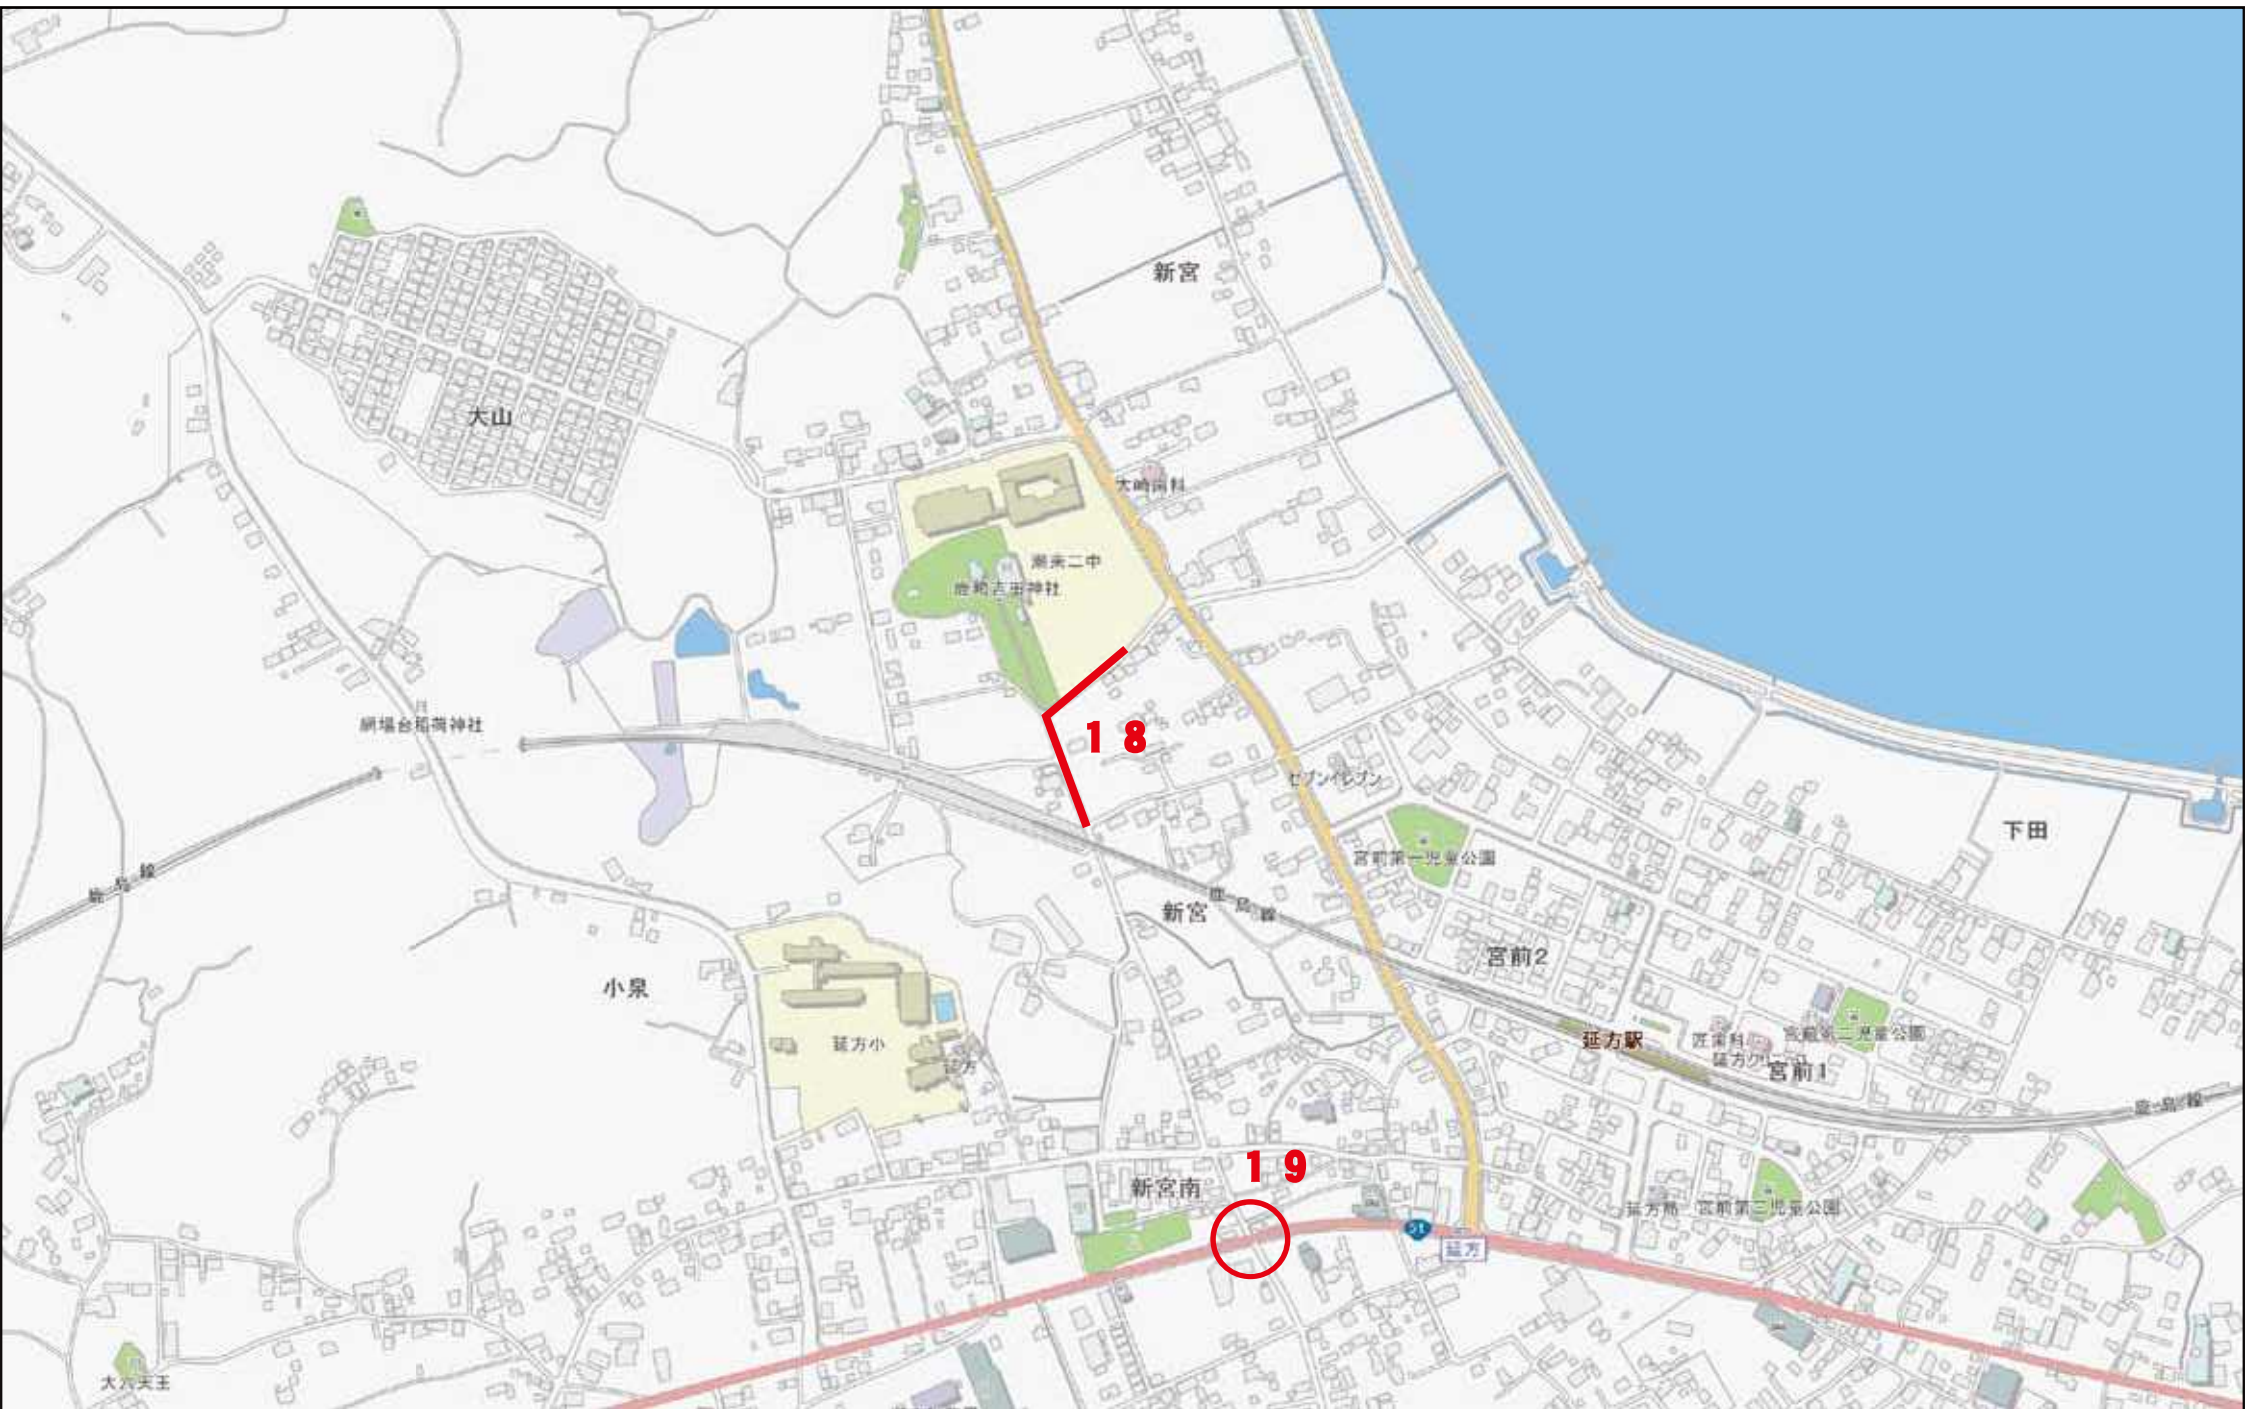 新宮
大山
大崎歯科
潮来二中
鹿島吉田神社
網場台稲荷神社
18
セブンイレブン
下田
宮前第一児童公園
鹿島線
新宮
鹿島線
宮前2
小泉
延方駅
匠歯科
宮前第二児童公園
延方小
延方
宮前1
鹿島線
19
新宮南
延方局
宮前第三児童公園
51
延方
大六天王